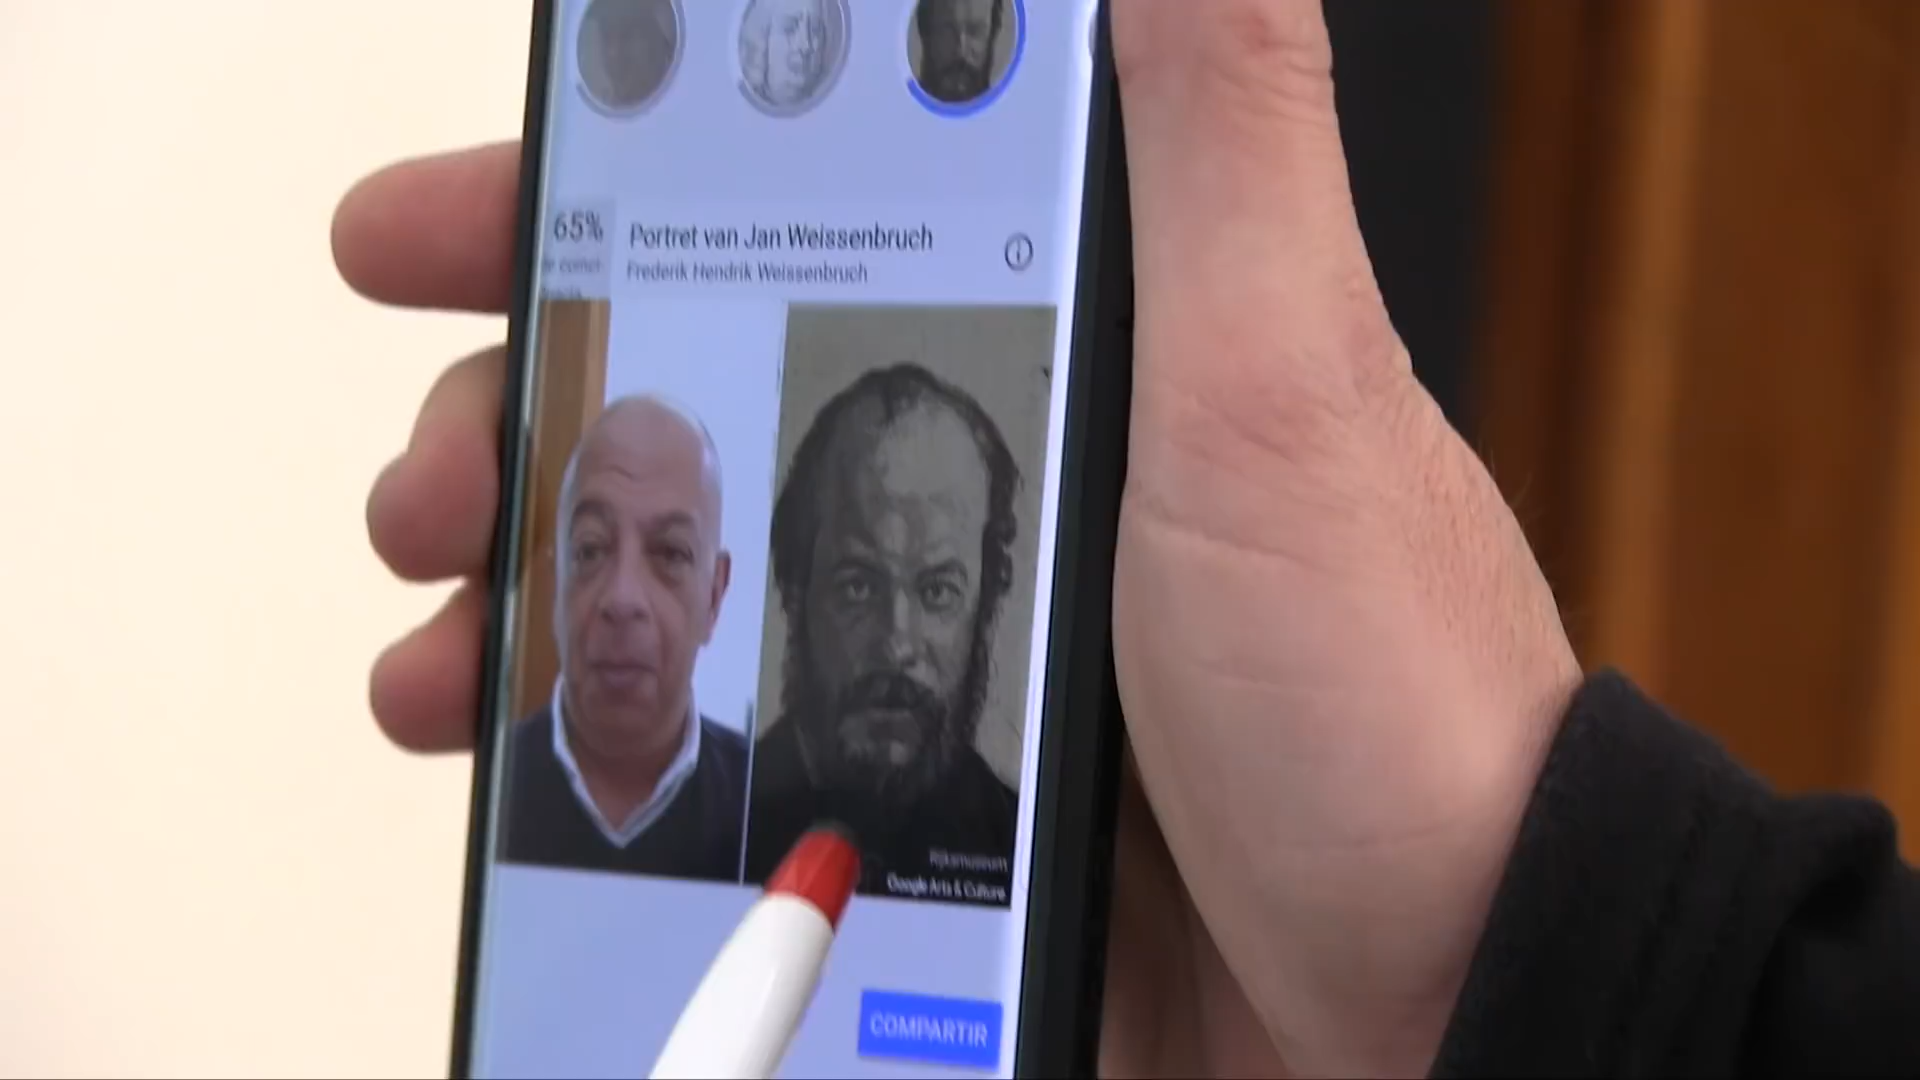 65%
Portret van Jan Weissenbruch
Frederik Hendrik Weissenbruch
Rijksmuseum
Google Arts & Culture
COMPARTIR